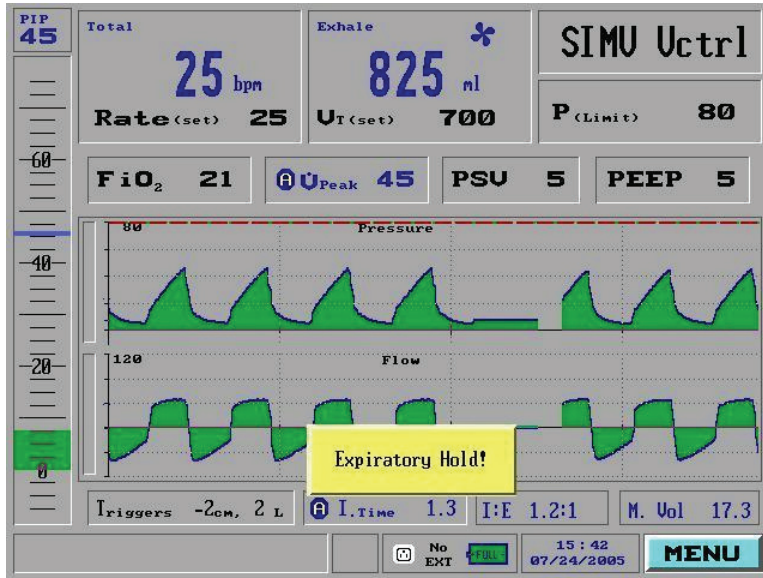 PIP
45
Total
25 bpm
Rate(set) 25
Exhale
825 ml
VT(set) 700
SIMV Vctrl
P(Limit) 80
60
40
20
0
FiO2 21
A V̇Peak 45
PSV 5
PEEP 5
80
Pressure
120
Flow
Expiratory Hold!
Triggers -2cm, 2 L
A I.Time 1.3
I:E 1.2:1
M. Vol 17.3
No
EXT
FULL
15:42
07/24/2005
MENU